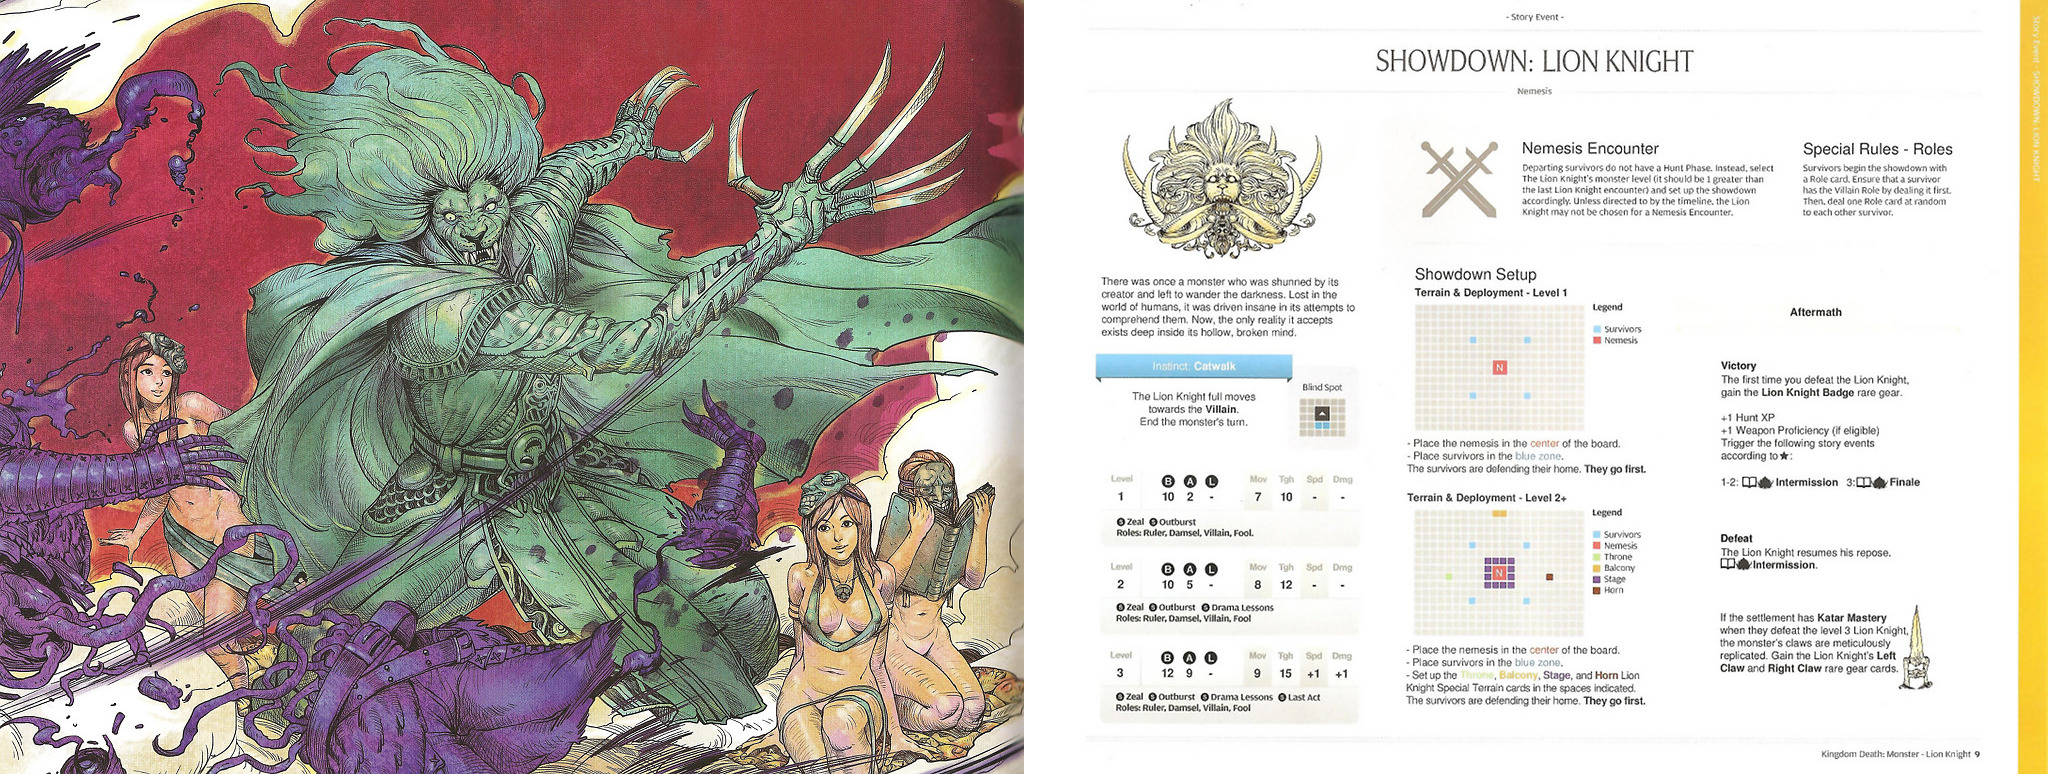 - Story Event -
SHOWDOWN: LION KNIGHT
Nemesis
Nemesis Encounter
Departing survivors do not have a Hunt Phase. Instead, select
The Lion Knight's monster level (it should be 1 greater than
the last Lion Knight encounter) and set up the showdown
accordingly. Unless directed to by the timeline, the Lion
Knight may not be chosen for a Nemesis Encounter.
Special Rules - Roles
Survivors begin the showdown with
a Role card. Ensure that a survivor
has the Villain Role by dealing it first.
Then, deal one Role card at random
to each other survivor.
There was once a monster who was shunned by its
creator and left to wander the darkness. Lost in the
world of humans, it was driven insane in its attempts to
comprehend them. Now, the only reality it accepts
exists deep inside its hollow, broken mind.
Instinct: Catwalk
The Lion Knight full moves
towards the Villain.
End the monster's turn.
Blind Spot
Level B A L Mov Tgh Spd Dmg
1 10 2 - 7 10 - -
S Zeal S Outburst
Roles: Ruler, Damsel, Villain, Fool.
Level B A L Mov Tgh Spd Dmg
2 10 5 - 8 12 - -
S Zeal S Outburst S Drama Lessons
Roles: Ruler, Damsel, Villain, Fool
Level B A L Mov Tgh Spd Dmg
3 12 9 - 9 15 +1 +1
S Zeal S Outburst S Drama Lessons S Last Act
Roles: Ruler, Damsel, Villain, Fool
Showdown Setup
Terrain & Deployment - Level 1
Legend
Survivors
Nemesis
N
- Place the nemesis in the center of the board.
- Place survivors in the blue zone.
The survivors are defending their home. They go first.
Terrain & Deployment - Level 2+
Legend
Survivors
Nemesis
Throne
Balcony
Stage
Horn
N
- Place the nemesis in the center of the board.
- Place survivors in the blue zone.
- Set up the Throne, Balcony, Stage, and Horn Lion
Knight Special Terrain cards in the spaces indicated.
The survivors are defending their home. They go first.
Aftermath
Victory
The first time you defeat the Lion Knight,
gain the Lion Knight Badge rare gear.
+1 Hunt XP
+1 Weapon Proficiency (if eligible)
Trigger the following story events
according to ★:
1-2: Intermission 3: Finale
Defeat
The Lion Knight resumes his repose.
Intermission.
If the settlement has Katar Mastery
when they defeat the level 3 Lion Knight,
the monster's claws are meticulously
replicated. Gain the Lion Knight's Left
Claw and Right Claw rare gear cards.
Kingdom Death: Monster - Lion Knight 9
Story Event - SHOWDOWN: LION KNIGHT